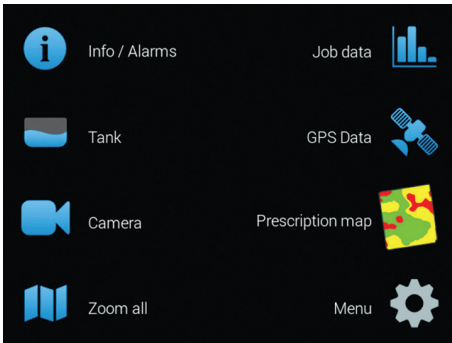 Info / Alarms
Job data
Tank
GPS Data
Camera
Prescription map
Zoom all
Menu